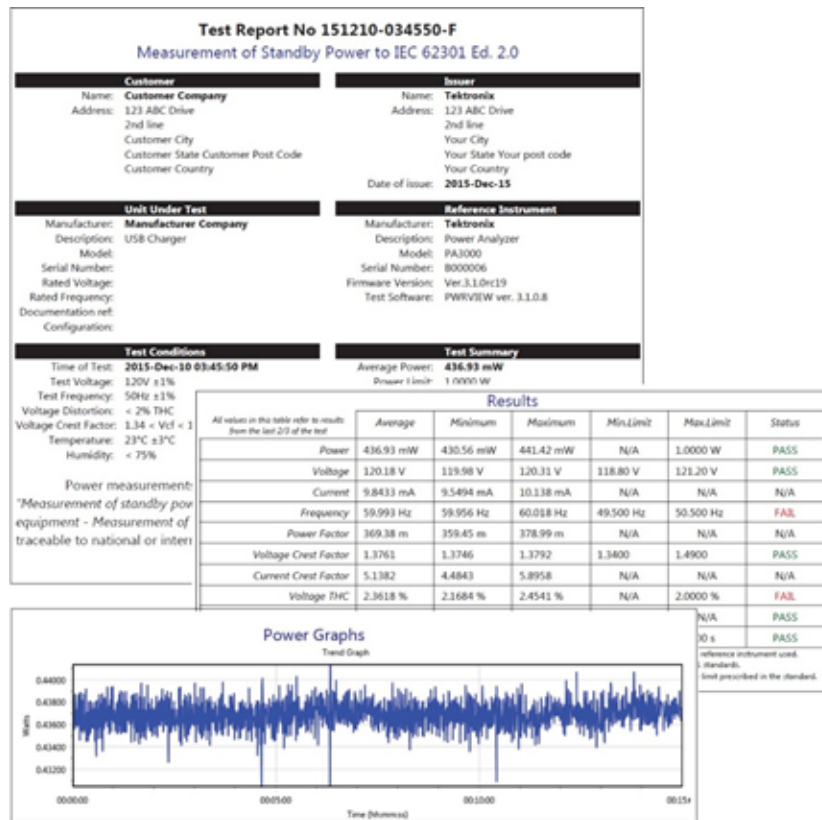 Test Report No 151210-034550-F
Measurement of Standby Power to IEC 62301 Ed. 2.0
Customer
Name: Customer Company
Address: 123 ABC Drive
2nd line
Customer City
Customer State Customer Post Code
Customer Country
Issuer
Name: Tektronix
Address: 123 ABC Drive
2nd line
Your City
Your State Your post code
Your Country
Date of issue: 2015-Dec-15
Unit Under Test
Manufacturer: Manufacturer Company
Description: USB Charger
Model:
Serial Number:
Rated Voltage:
Rated Frequency:
Documentation ref:
Configuration:
Reference Instrument
Manufacturer: Tektronix
Description: Power Analyzer
Model: PA3000
Serial Number: B000006
Firmware Version: Ver.3.1.0rc19
Test Software: PWRVIEW ver. 3.1.0.8
Test Conditions
Time of Test: 2015-Dec-10 03:45:50 PM
Test Voltage: 120V ±1%
Test Frequency: 50Hz ±1%
Voltage Distortion: < 2% THC
Voltage Crest Factor: 1.34 < Vcf < 1
Temperature: 23°C ±3°C
Humidity: < 75%
Test Summary
Average Power: 436.93 mW
Power Limit: 1.0000 W
Power measurement
"Measurement of standby pow
equipment - Measurement of
traceable to national or intern
Results
All values in this table refer to results from the last 2/3 of the test Average Minimum Maximum Min.Limit Max.Limit Status
Power 436.93 mW 430.56 mW 441.42 mW N/A 1.0000 W PASS
Voltage 120.18 V 119.98 V 120.31 V 118.80 V 121.20 V PASS
Current 9.8433 mA 9.5494 mA 10.138 mA N/A N/A N/A
Frequency 59.993 Hz 59.956 Hz 60.018 Hz 49.500 Hz 50.500 Hz FAIL
Power Factor 369.38 m 359.45 m 378.99 m N/A N/A N/A
Voltage Crest Factor 1.3761 1.3746 1.3792 1.3400 1.4900 PASS
Current Crest Factor 5.1382 4.4843 5.8958 N/A N/A N/A
Voltage THC 2.3618 % 2.1684 % 2.4541 % N/A 2.0000 % FAIL
N/A PASS
00 s PASS
reference instrument used.
standards.
limit prescribed in the standard.
Power Graphs
Trend Graph
0.44000
0.43800
0.43600
0.43400
0.43200
Watts
00:00:00 00:05:00 00:10:00 00:15:
Time (hh:mm:ss)